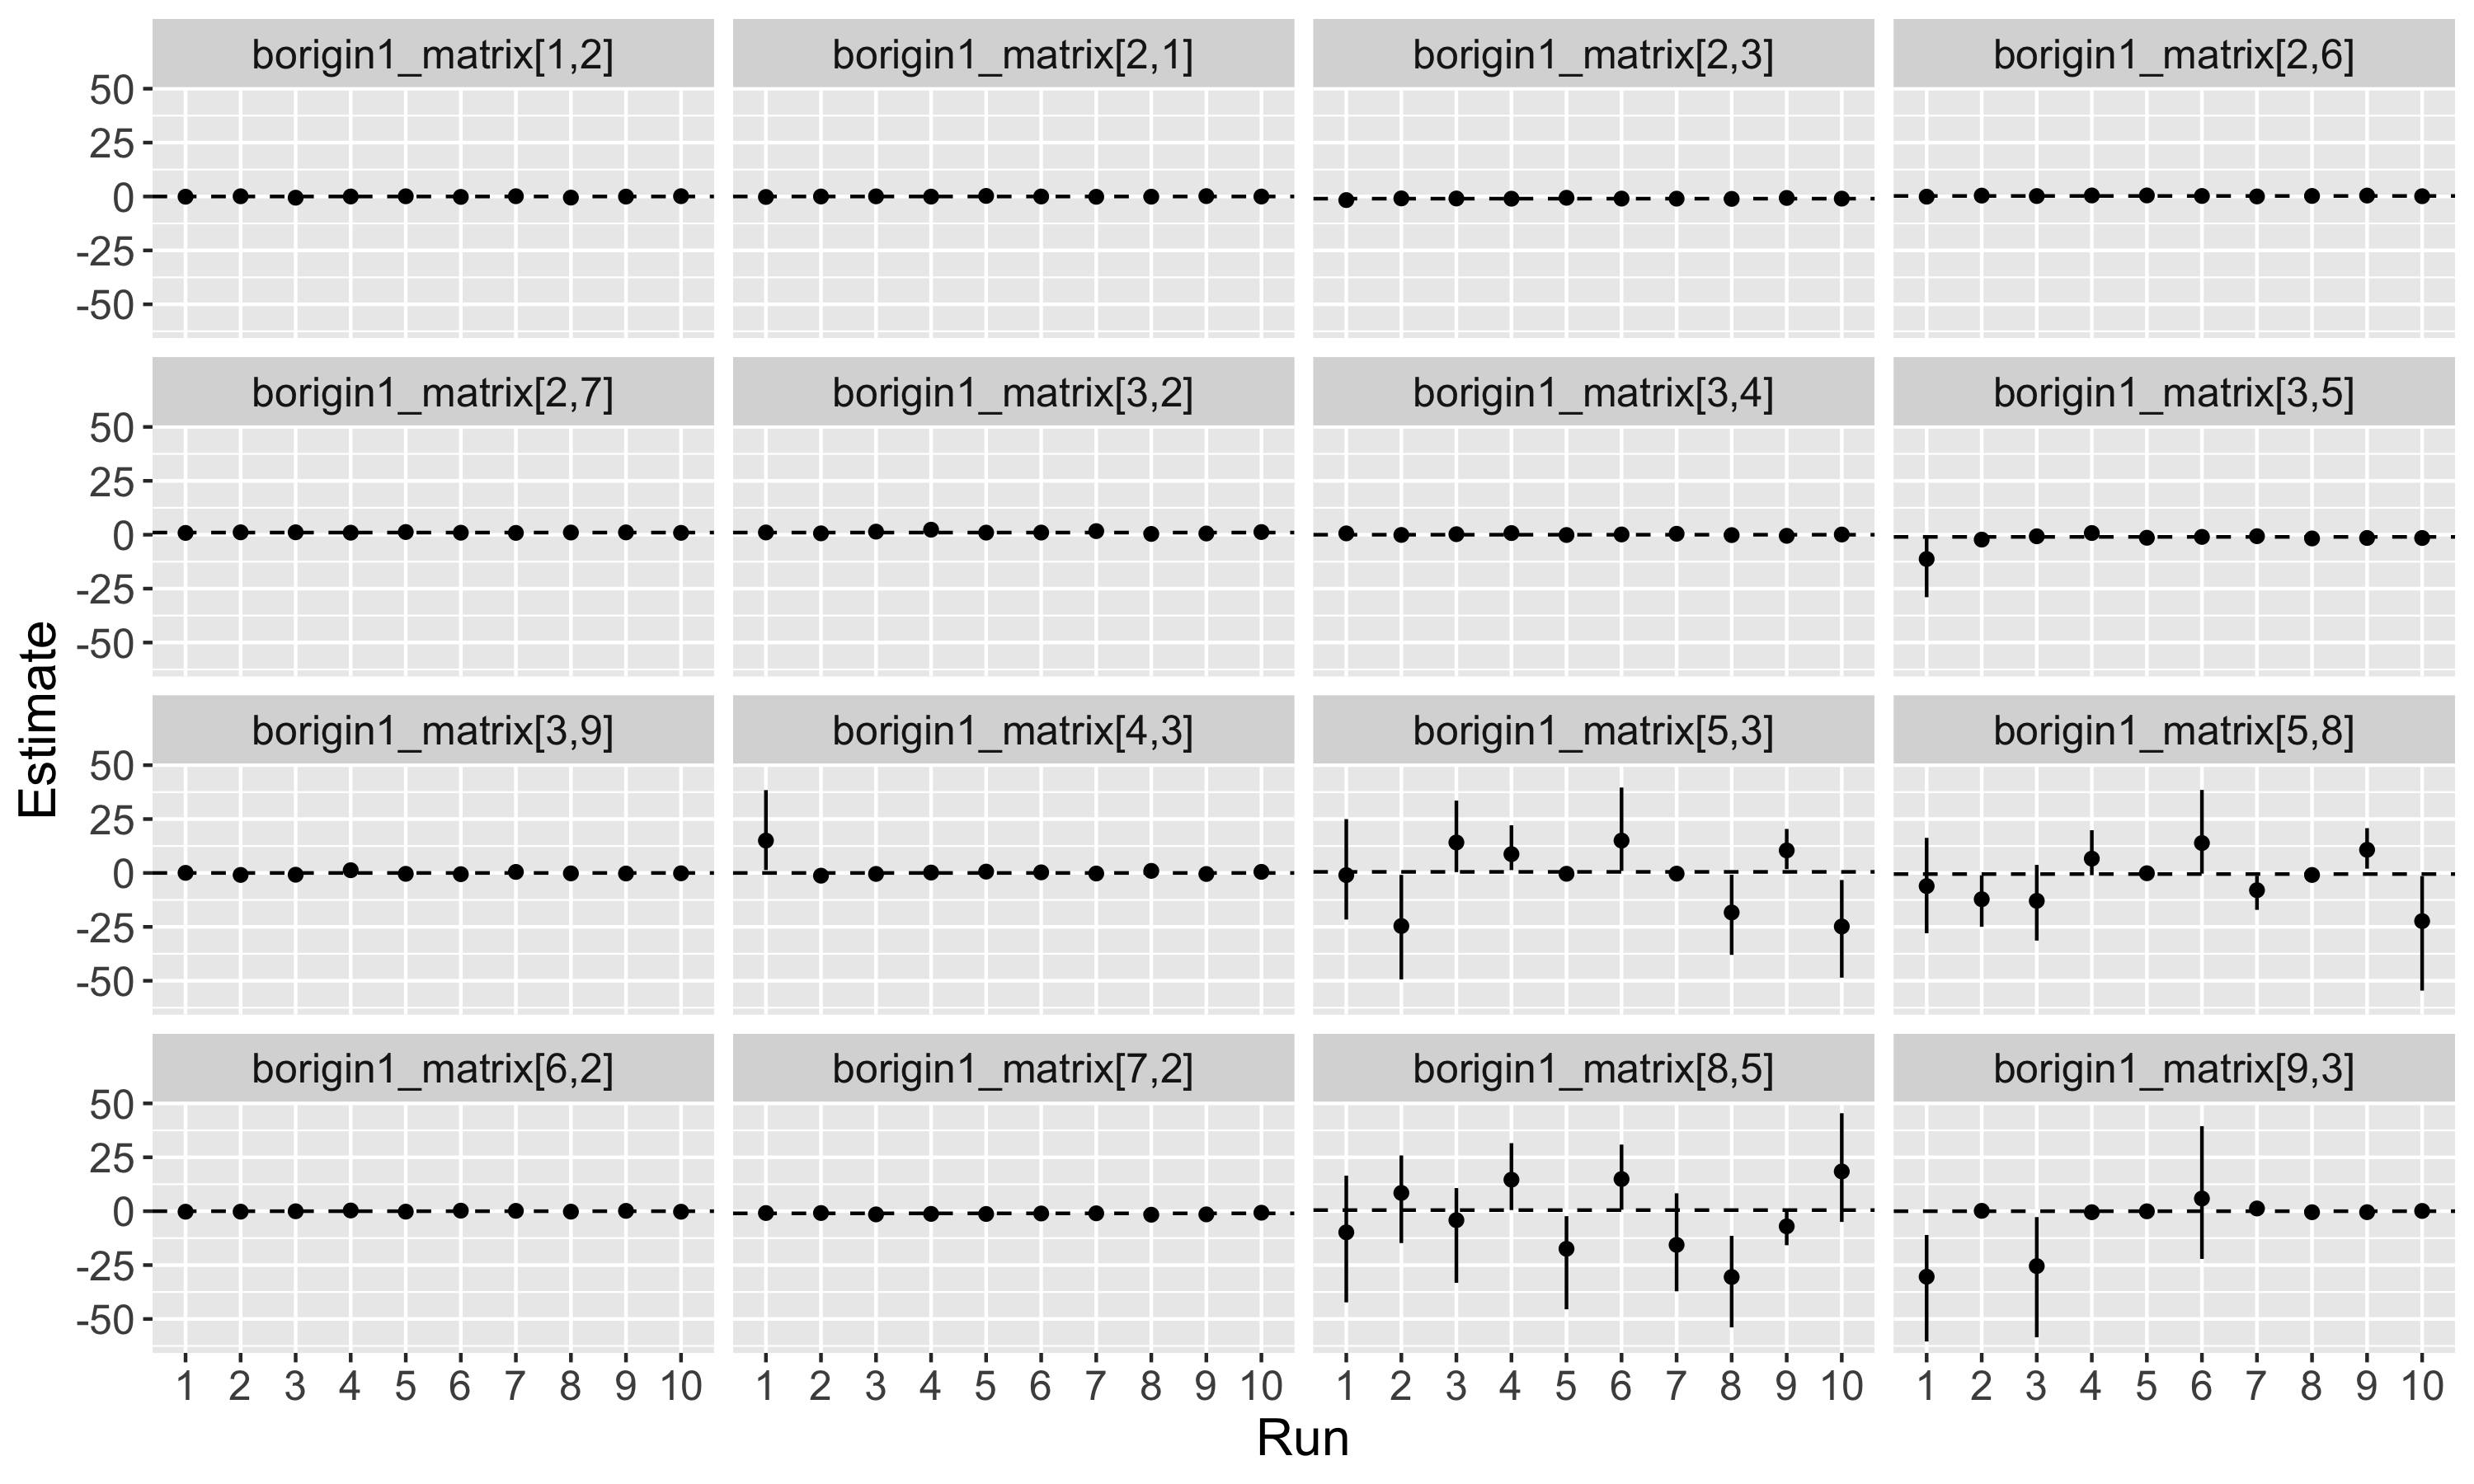 borigin1_matrix[1,2] borigin1_matrix[2,1] borigin1_matrix[2,3] borigin1_matrix[2,6]
50
25
0
-25
-50
borigin1_matrix[2,7] borigin1_matrix[3,2] borigin1_matrix[3,4] borigin1_matrix[3,5]
50
25
0
-25
-50
borigin1_matrix[3,9] borigin1_matrix[4,3] borigin1_matrix[5,3] borigin1_matrix[5,8]
50
25
0
-25
-50
borigin1_matrix[6,2] borigin1_matrix[7,2] borigin1_matrix[8,5] borigin1_matrix[9,3]
50
25
0
-25
-50
Estimate
1 2 3 4 5 6 7 8 9 10 1 2 3 4 5 6 7 8 9 10 1 2 3 4 5 6 7 8 9 10 1 2 3 4 5 6 7 8 9 10
Run